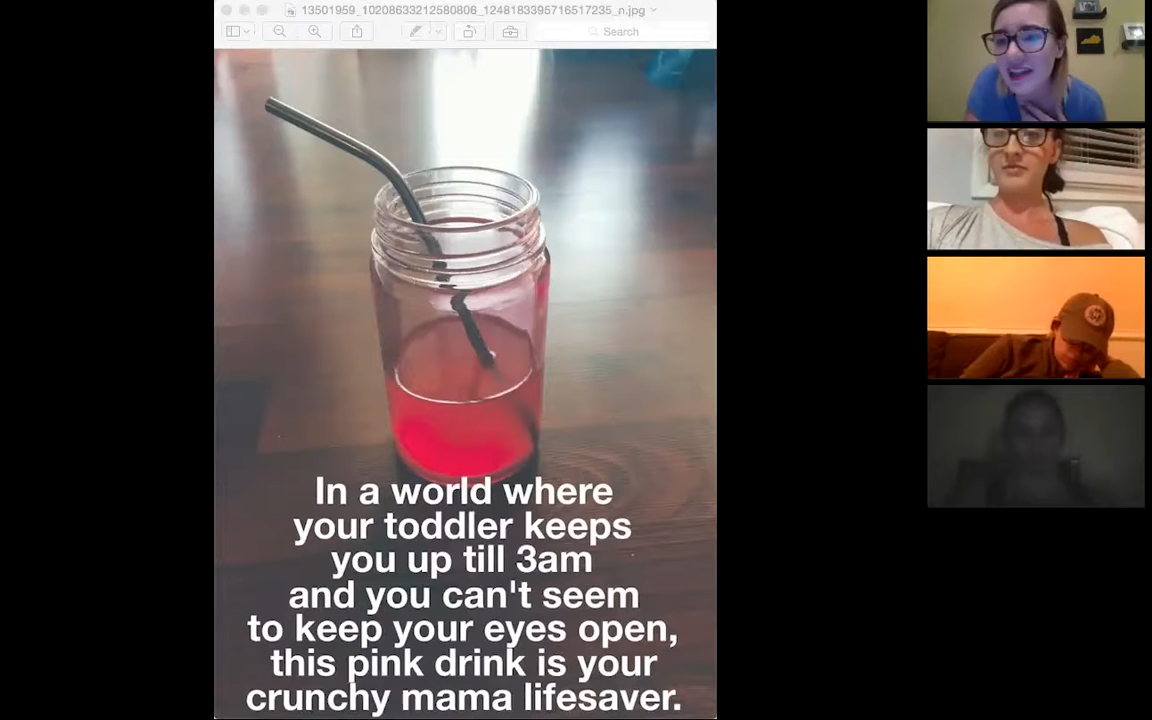 13501959_10208633212580806_1248183395716517235_n.jpg
Search
In a world where
your toddler keeps
you up till 3am
and you can't seem
to keep your eyes open,
this pink drink is your
crunchy mama lifesaver.